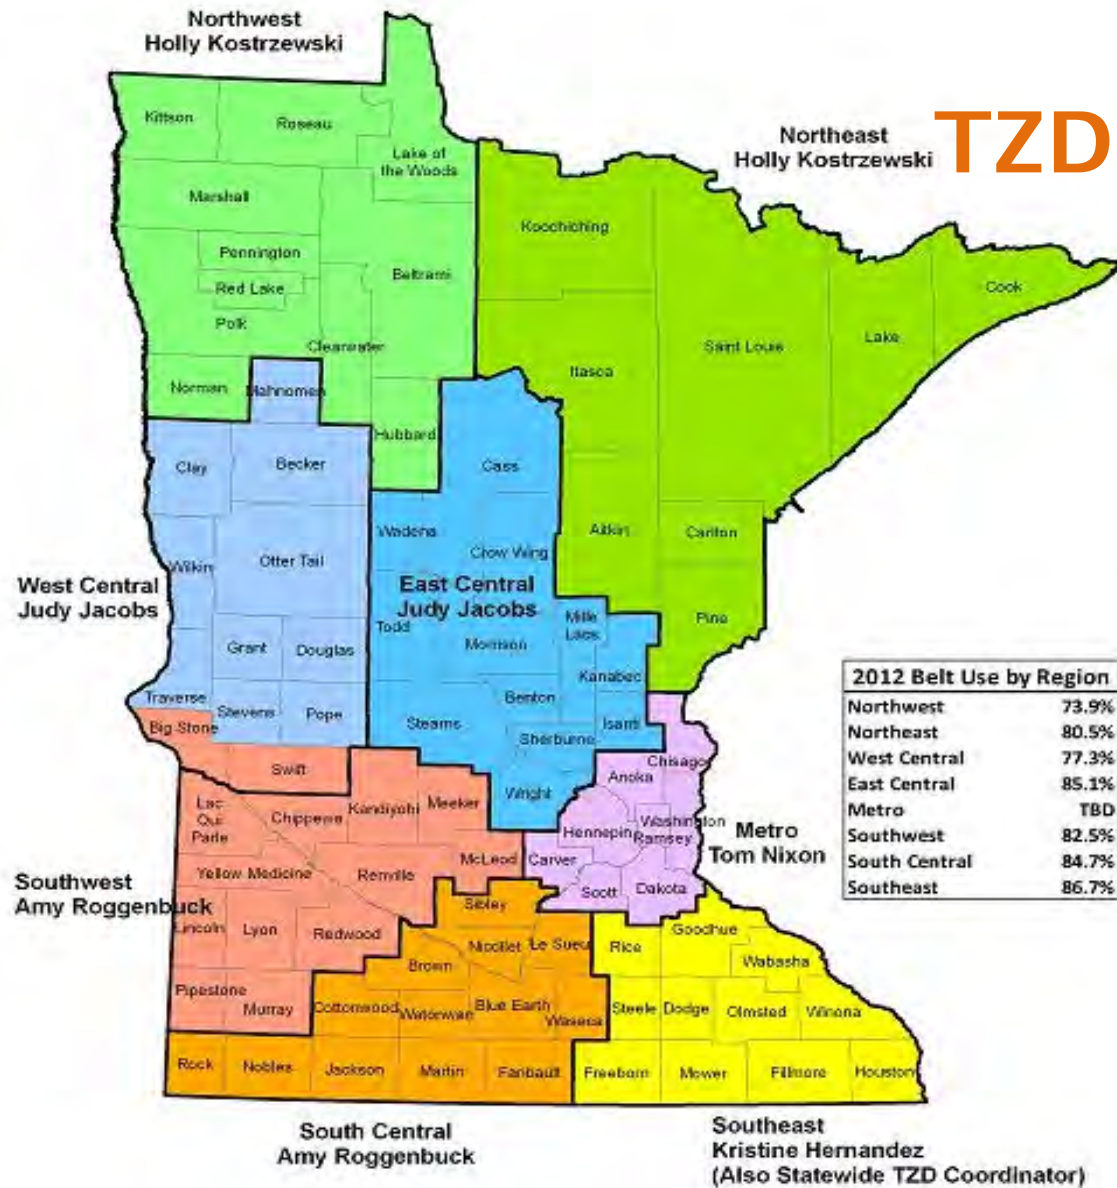 Northwest
Holly Kostrzewski
TZD
Northeast
Holly Kostrzewski
Kittson
Roseau
Lake of
the Woods
Marshall
Koochiching
Pennington
Beltrami
Red Lake
Cook
Polk
Clearwater
Saint Louis
Lake
Itasca
Norman
Mahnomen
Hubbard
Clay
Becker
Cass
Wadena
Aitkin
Carlton
Crow Wing
Otter Tail
Wilkin
West Central
Judy Jacobs
East Central
Judy Jacobs
Todd
Mille
Lacs
Pine
Morrison
Grant
Douglas
Kanabec
Traverse
Stevens
Pope
Benton
Stearns
Isanti
Sherburne
Big Stone
Swift
Chisago
Anoka
Wright
Lac
Qui
Parle
Chippewa
Kandiyohi
Meeker
Hennepin
Washington
Ramsey
Metro
Tom Nixon
McLeod
Carver
Yellow Medicine
Renville
Scott
Dakota
Southwest
Amy Roggenbuck
Sibley
Lincoln
Lyon
Redwood
Nicollet
Le Sueur
Rice
Goodhue
Brown
Wabasha
Pipestone
Murray
Cottonwood
Watonwan
Blue Earth
Waseca
Steele
Dodge
Olmsted
Winona
Rock
Nobles
Jackson
Martin
Faribault
Freeborn
Mower
Fillmore
Houston
2012 Belt Use by Region
Northwest 73.9%
Northeast 80.5%
West Central 77.3%
East Central 85.1%
Metro TBD
Southwest 82.5%
South Central 84.7%
Southeast 86.7%
South Central
Amy Roggenbuck
Southeast
Kristine Hernandez
(Also Statewide TZD Coordinator)